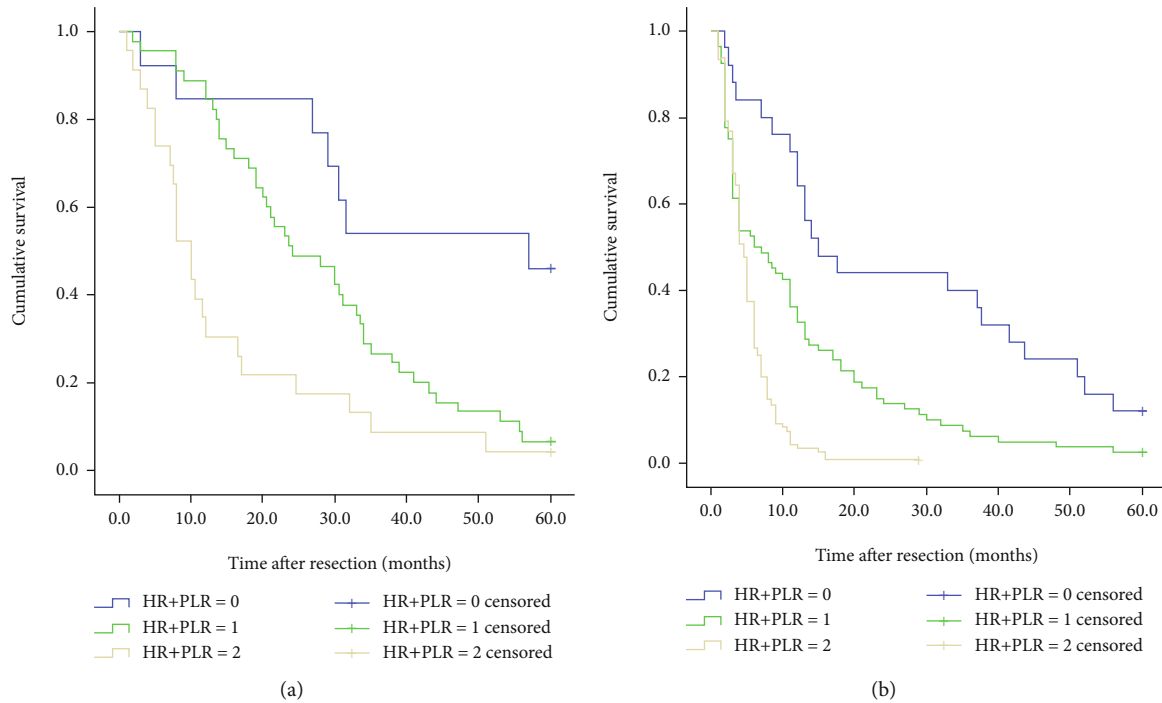 1.0
0.8
0.6
0.4
0.2
0.0
Cumulative survival
0.0 10.0 20.0 30.0 40.0 50.0 60.0
Time after resection (months)
HR+PLR = 0 HR+PLR = 0 censored
HR+PLR = 1 HR+PLR = 1 censored
HR+PLR = 2 HR+PLR = 2 censored
(a)
1.0
0.8
0.6
0.4
0.2
0.0
Cumulative survival
0.0 10.0 20.0 30.0 40.0 50.0 60.0
Time after resection (months)
HR+PLR = 0 HR+PLR = 0 censored
HR+PLR = 1 HR+PLR = 1 censored
HR+PLR = 2 HR+PLR = 2 censored
(b)